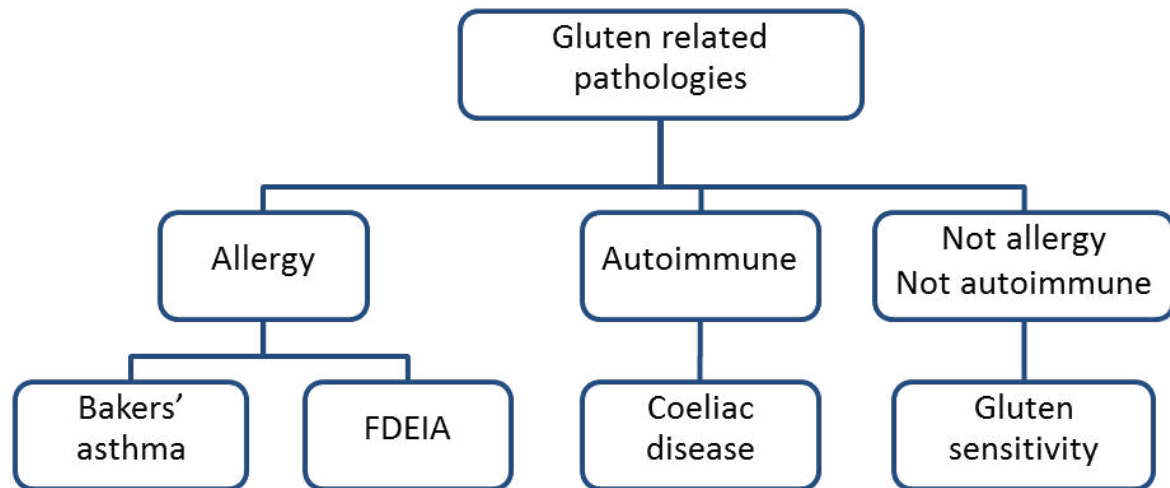 Gluten related
pathologies
Allergy
Autoimmune
Not allergy
Not autoimmune
Bakers’
asthma
FDEIA
Coeliac
disease
Gluten
sensitivity